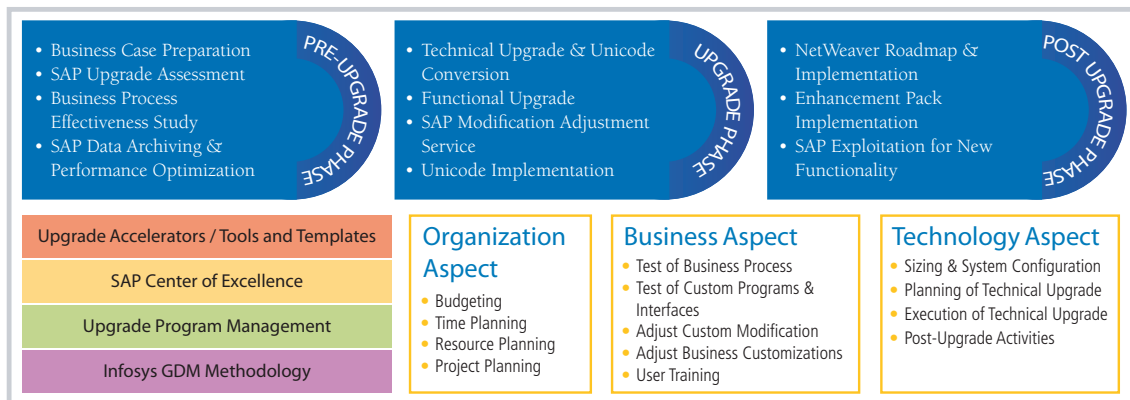 • Business Case Preparation
• SAP Upgrade Assessment
• Business Process
Effectiveness Study
• SAP Data Archiving &
Performance Optimization
PRE-UPGRADE PHASE
• Technical Upgrade & Unicode
Conversion
• Functional Upgrade
• SAP Modification Adjustment
Service
• Unicode Implementation
UPGRADE PHASE
• NetWeaver Roadmap &
Implementation
• Enhancement Pack
Implementation
• SAP Exploitation for New
Functionality
POST UPGRADE PHASE
Upgrade Accelerators / Tools and Templates
SAP Center of Excellence
Upgrade Program Management
Infosys GDM Methodology
Organization
Aspect
• Budgeting
• Time Planning
• Resource Planning
• Project Planning
Business Aspect
• Test of Business Process
• Test of Custom Programs &
Interfaces
• Adjust Custom Modification
• Adjust Business Customizations
• User Training
Technology Aspect
• Sizing & System Configuration
• Planning of Technical Upgrade
• Execution of Technical Upgrade
• Post-Upgrade Activities